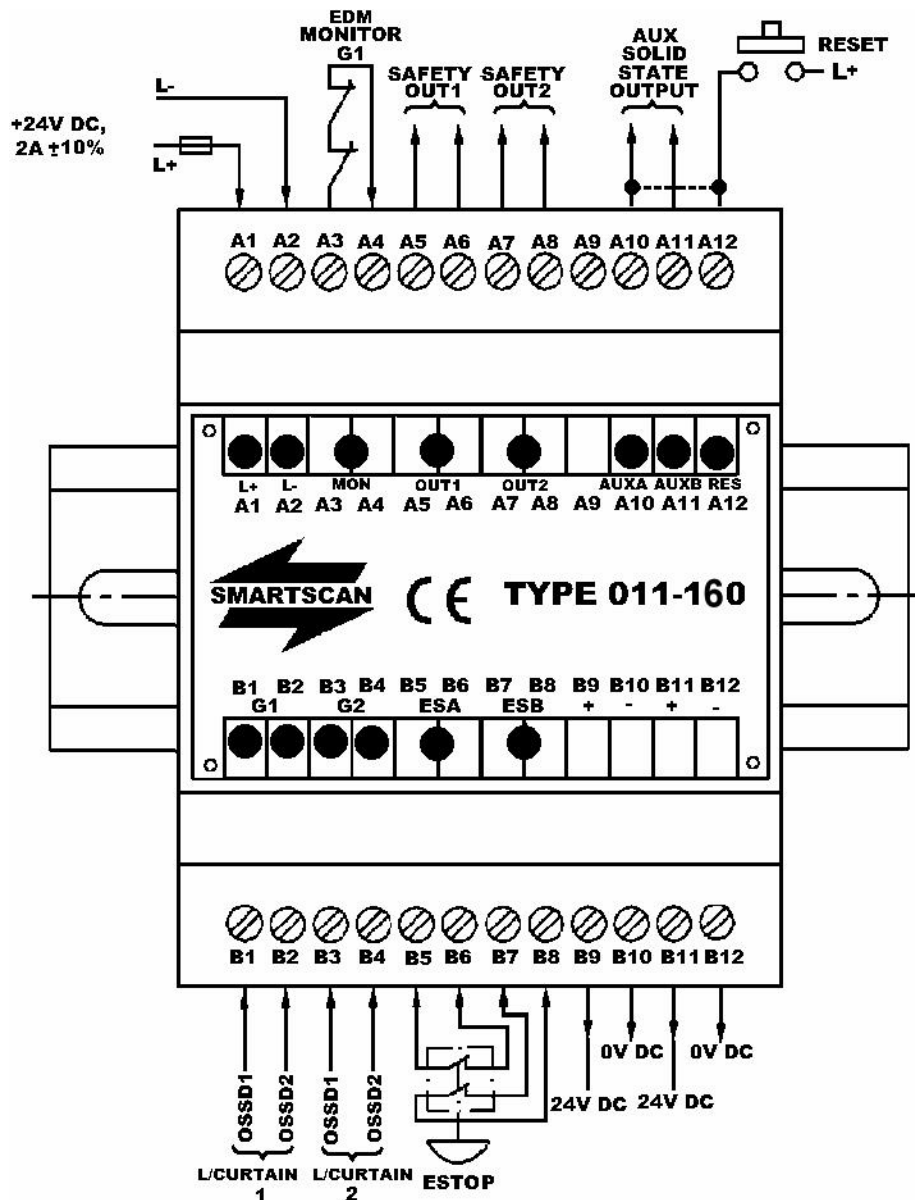 EDM
MONITOR
G1
SAFETY
OUT1
SAFETY
OUT2
AUX
SOLID
STATE
OUTPUT
RESET
L+
L-
+24V DC,
2A ±10%
L+
A1 A2 A3 A4 A5 A6 A7 A8 A9 A10 A11 A12
L+ L- MON OUT1 OUT2 AUXA AUXB RES
A1 A2 A3 A4 A5 A6 A7 A8 A9 A10 A11 A12
SMARTSCAN CE TYPE 011-160
B1 B2 B3 B4 B5 B6 B7 B8 B9 B10 B11 B12
G1 G2 ESA ESB + - + -
B1 B2 B3 B4 B5 B6 B7 B8 B9 B10 B11 B12
OSSD1
OSSD2
OSSD1
OSSD2
0V DC
0V DC
24V DC
24V DC
L/CURTAIN
1
L/CURTAIN
2
ESTOP